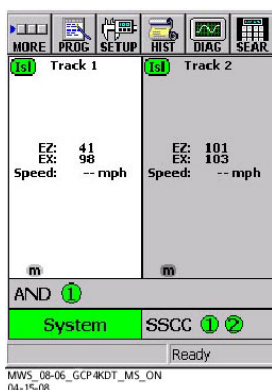 MORE PROG SETUP HIST DIAG SEAR
Isl Track 1 Isl Track 2
EZ: 41 EZ: 101
EX: 98 EX: 103
Speed: -- mph Speed: -- mph
m m
AND 1
System SSCC 1 2
Ready
MWS_08-06_GCP4KDT_MS_ON
04-15-08